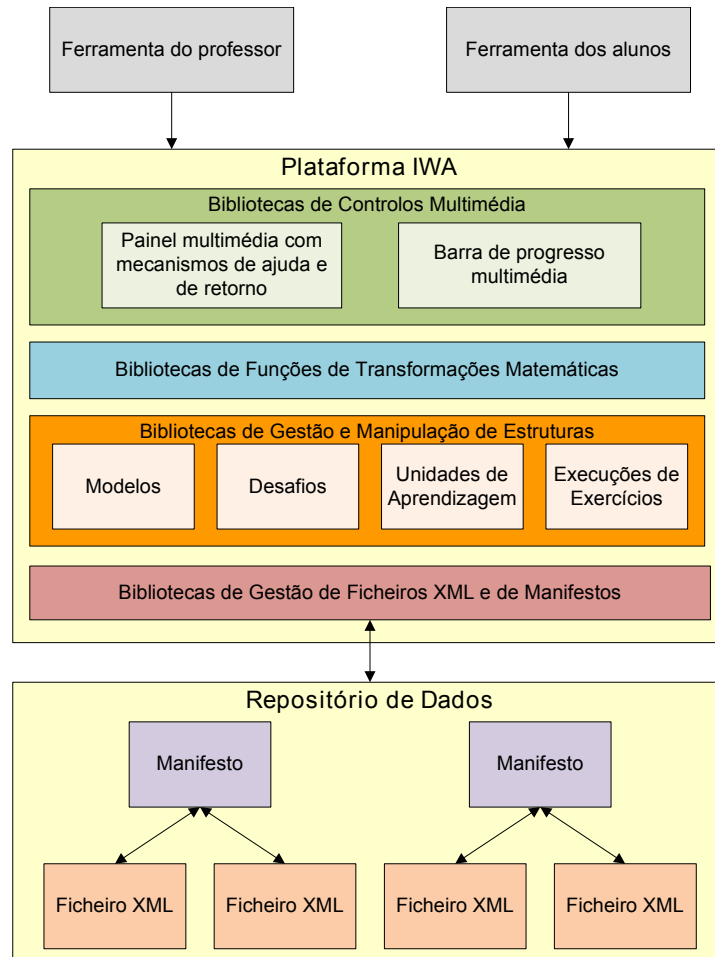 Ferramenta do professor
Ferramenta dos alunos
Plataforma IWA
Bibliotecas de Controlos Multimédia
Painel multimédia com
mecanismos de ajuda e
de retorno
Barra de progresso
multimédia
Bibliotecas de Funções de Transformações Matemáticas
Bibliotecas de Gestão e Manipulação de Estruturas
Modelos
Desafios
Unidades de
Aprendizagem
Execuções de
Exercícios
Bibliotecas de Gestão de Ficheiros XML e de Manifestos
Repositório de Dados
Manifesto
Manifesto
Ficheiro XML
Ficheiro XML
Ficheiro XML
Ficheiro XML